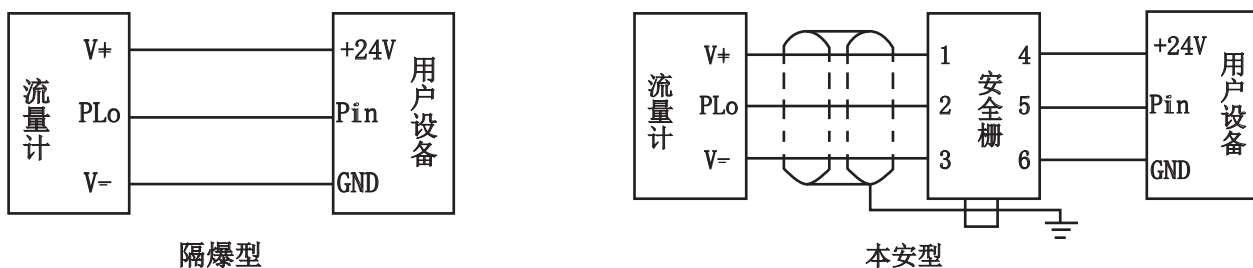 V+ +24V
流量计 PLo Pin 用户设备
V- GND
隔爆型
V+ 1 4 +24V
流量计 PLo 2 安全栅 5 Pin 用户设备
V- 3 6 GND
本安型